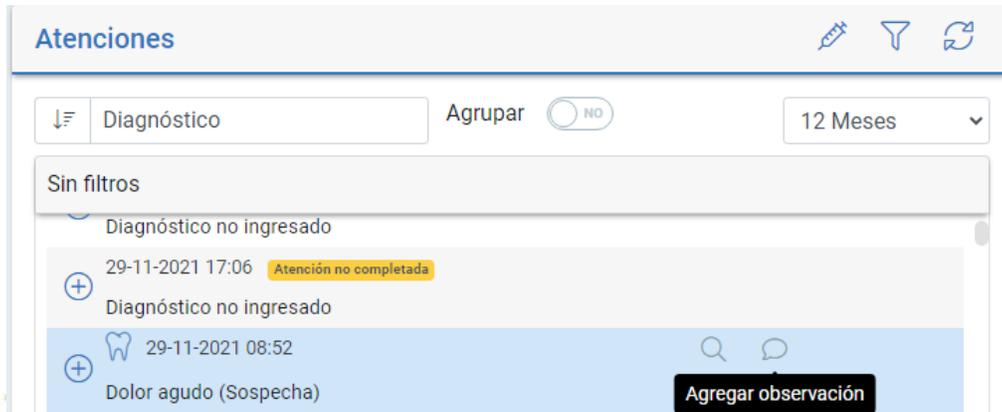 Atenciones
Diagnóstico
Agrupar NO
12 Meses
Sin filtros
Diagnóstico no ingresado
29-11-2021 17:06 Atención no completada
Diagnóstico no ingresado
29-11-2021 08:52
Dolor agudo (Sospecha)
Agregar observación